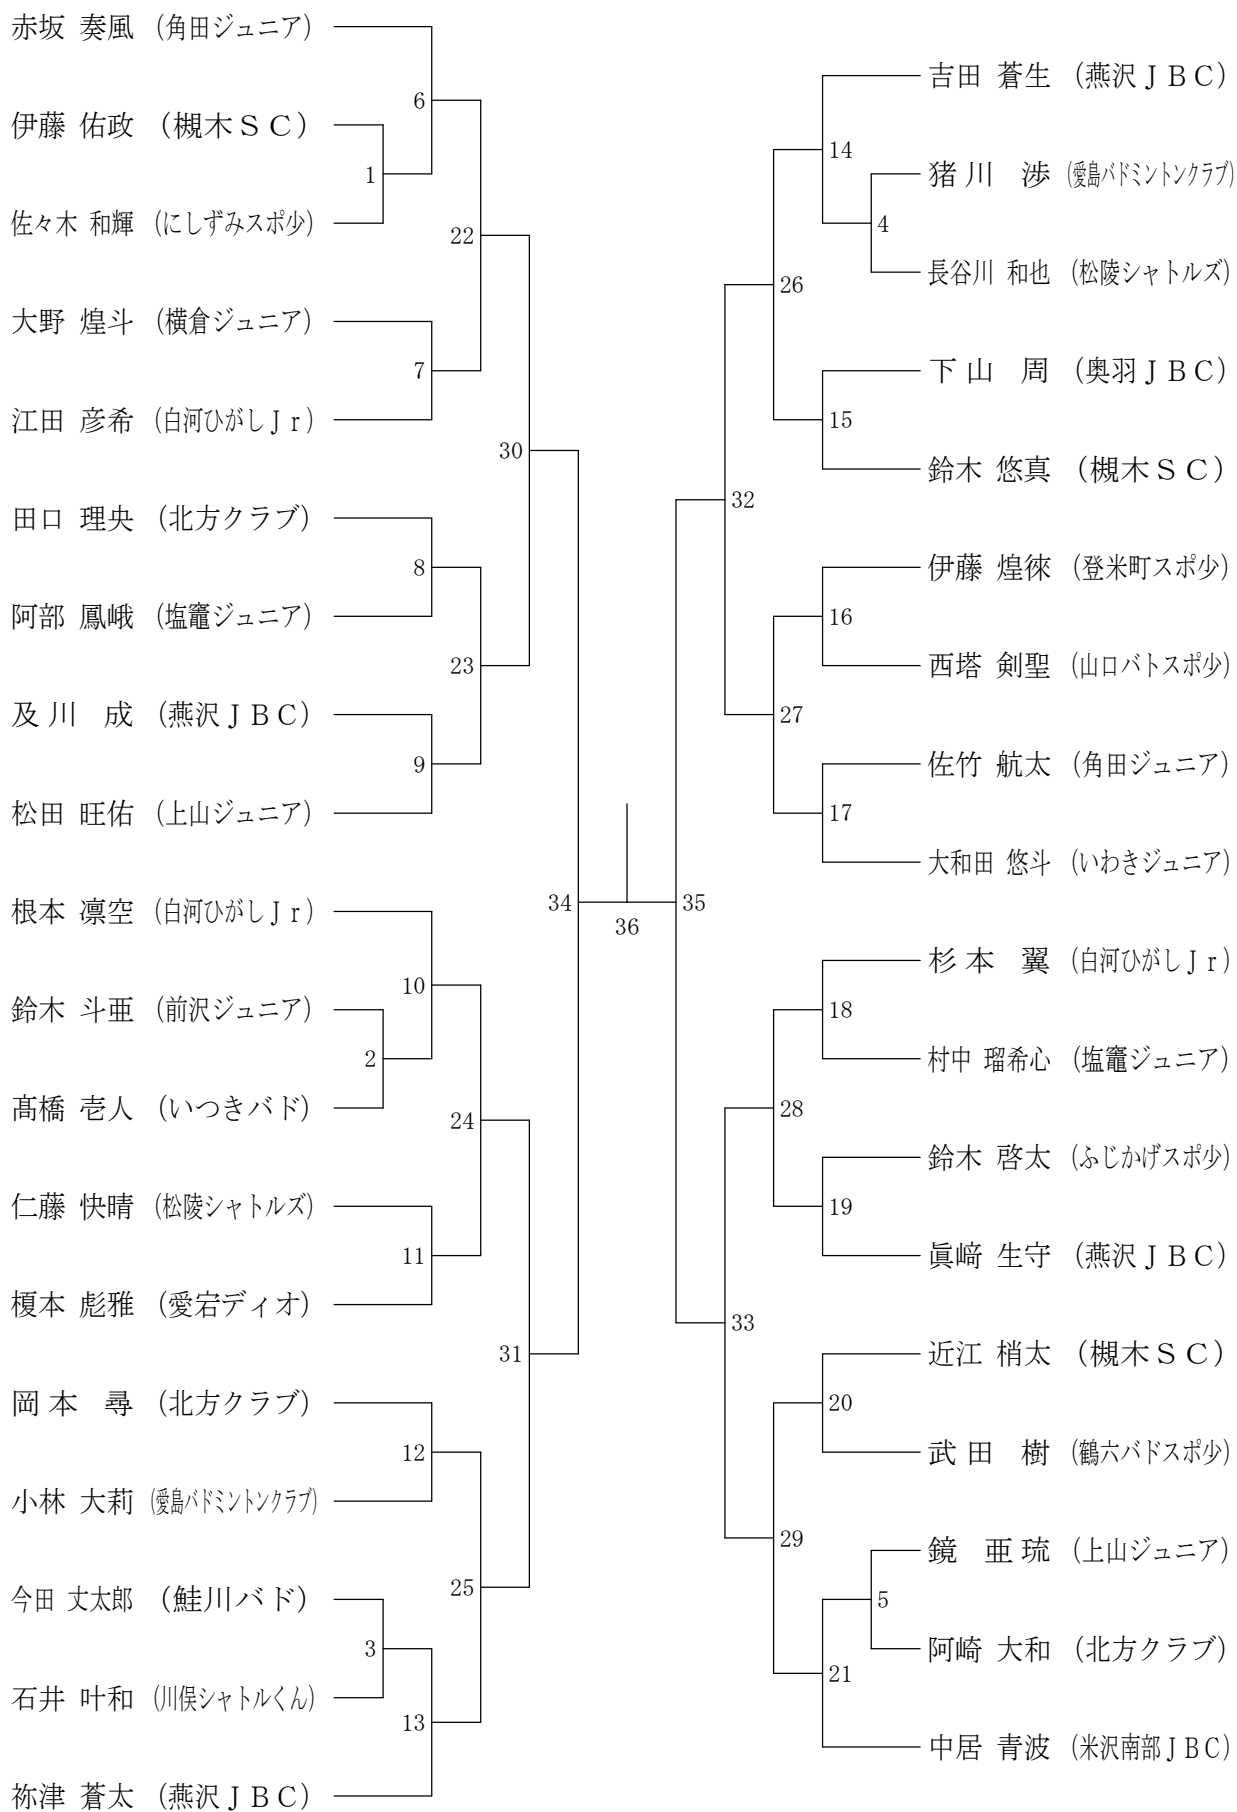 赤坂 奏風 (角田ジュニア)
伊藤 佑政 (槻木ＳＣ)
佐々木 和輝 (にしずみスポ少)
大野 煌斗 (横倉ジュニア)
江田 彦希 (白河ひがしＪｒ)
田口 理央 (北方クラブ)
阿部 鳳峨 (塩竈ジュニア)
及川 成 (燕沢ＪＢＣ)
松田 旺佑 (上山ジュニア)
根本 凛空 (白河ひがしＪｒ)
鈴木 斗亜 (前沢ジュニア)
髙橋 壱人 (いつきバド)
仁藤 快晴 (松陵シャトルズ)
榎本 彪雅 (愛宕ディオ)
岡本 尋 (北方クラブ)
小林 大莉 (愛島バドミントンクラブ)
今田 丈太郎 (鮭川バド)
石井 叶和 (川俣シャトルくん)
祢津 蒼太 (燕沢ＪＢＣ)
1
2
3
6
7
8
9
10
11
12
13
22
23
24
25
30
31
34
36
35
32
33
26
27
28
29
14
15
16
17
18
19
20
21
4
5
吉田 蒼生 (燕沢ＪＢＣ)
猪川 渉 (愛島バドミントンクラブ)
長谷川 和也 (松陵シャトルズ)
下山 周 (奥羽ＪＢＣ)
鈴木 悠真 (槻木ＳＣ)
伊藤 煌徠 (登米町スポ少)
西塔 剣聖 (山口バトスポ少)
佐竹 航太 (角田ジュニア)
大和田 悠斗 (いわきジュニア)
杉本 翼 (白河ひがしＪｒ)
村中 瑠希心 (塩竈ジュニア)
鈴木 啓太 (ふじかげスポ少)
眞﨑 生守 (燕沢ＪＢＣ)
近江 梢太 (槻木ＳＣ)
武田 樹 (鶴六バドスポ少)
鏡 亜琉 (上山ジュニア)
阿崎 大和 (北方クラブ)
中居 青波 (米沢南部ＪＢＣ)